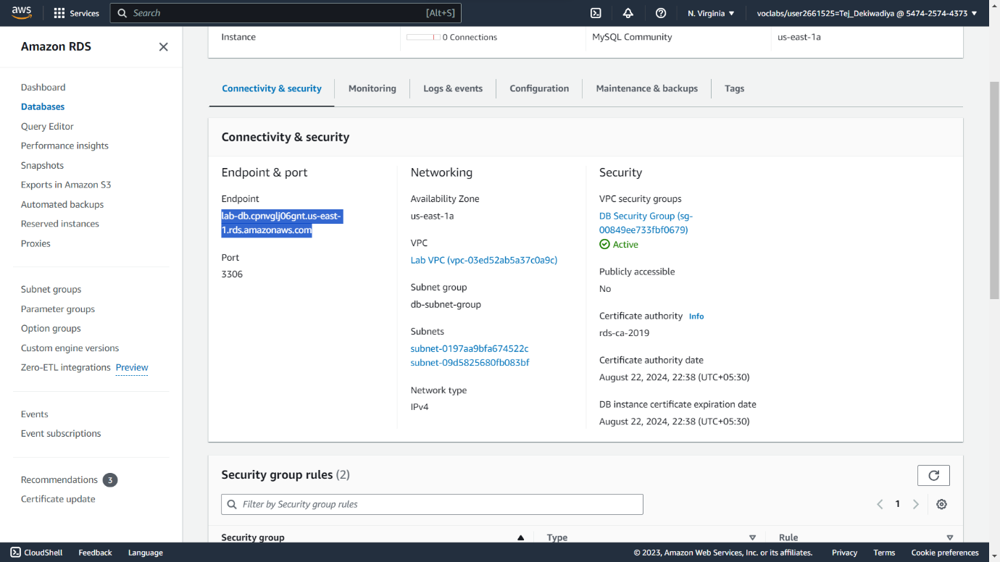 aws Services Search [Alt+S] N. Virginia voclabs/user2661525=Tej_Dekiwadiya @ 5474-2574-4373
Amazon RDS
Dashboard
Databases
Query Editor
Performance insights
Snapshots
Exports in Amazon S3
Automated backups
Reserved instances
Proxies
Subnet groups
Parameter groups
Option groups
Custom engine versions
Zero-ETL integrations Preview
Events
Event subscriptions
Recommendations 3
Certificate update
Instance 0 Connections MySQL Community us-east-1a
Connectivity & security Monitoring Logs & events Configuration Maintenance & backups Tags
Connectivity & security
Endpoint & port
Endpoint
lab-db.cpnvglj06gnt.us-east-
1.rds.amazonaws.com
Port
3306
Networking
Availability Zone
us-east-1a
VPC
Lab VPC (vpc-03ed52ab5a37c0a9c)
Subnet group
db-subnet-group
Subnets
subnet-0197aa9bfa674522c
subnet-09d5825680fb083bf
Network type
IPv4
Security
VPC security groups
DB Security Group (sg-
00849ee733fbf0679)
Active
Publicly accessible
No
Certificate authority Info
rds-ca-2019
Certificate authority date
August 22, 2024, 22:38 (UTC+05:30)
DB instance certificate expiration date
August 22, 2024, 22:38 (UTC+05:30)
Security group rules (2)
Filter by Security group rules 1
Security group Type Rule
CloudShell Feedback Language © 2023, Amazon Web Services, Inc. or its affiliates. Privacy Terms Cookie preferences